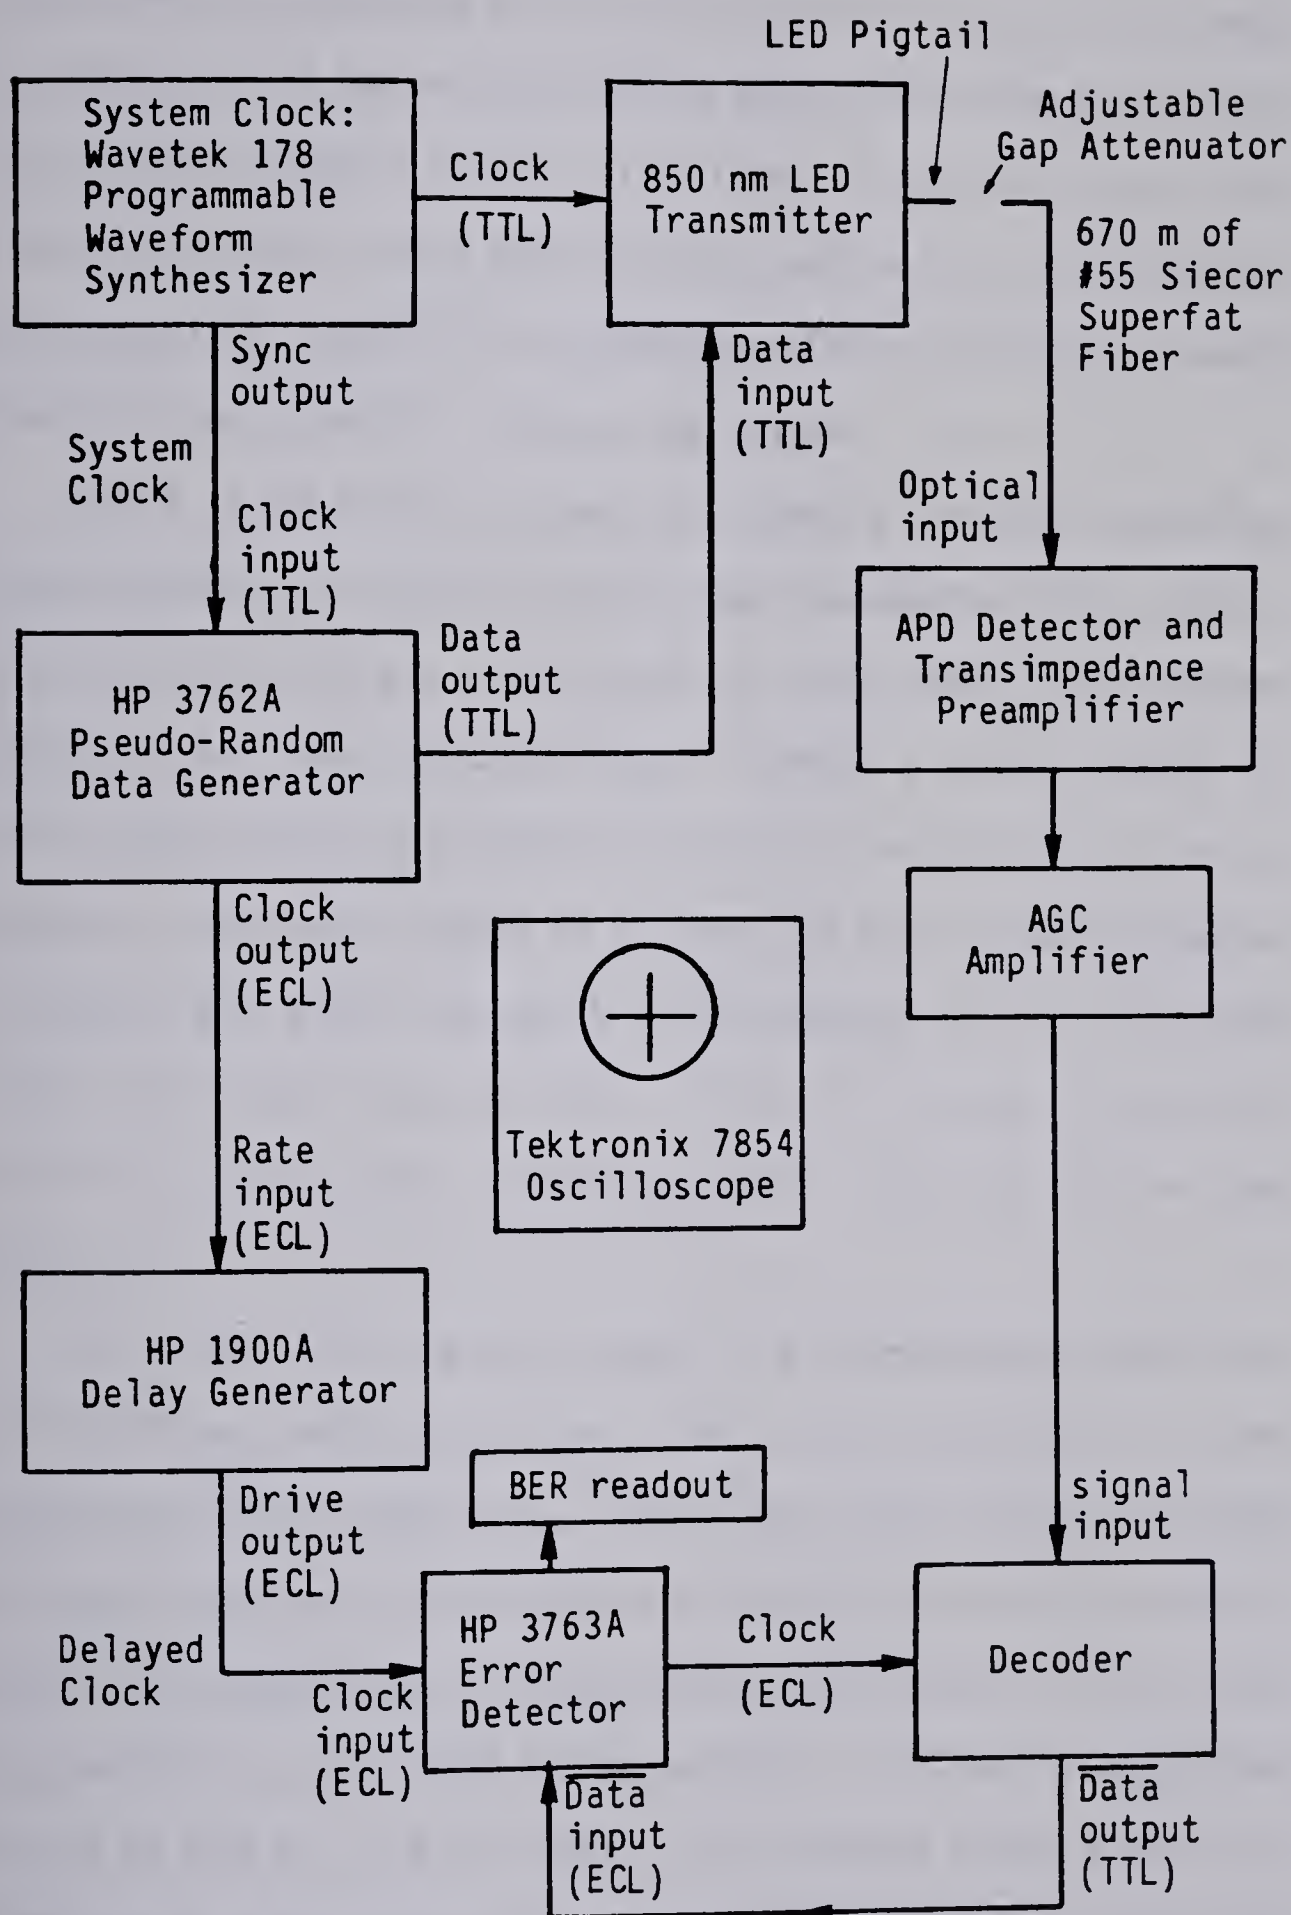 LED Pigtail
Adjustable
Gap Attenuator
System Clock:
Wavetek 178
Programmable
Waveform
Synthesizer
Clock
(TTL)
850 nm LED
Transmitter
670 m of
#55 Siecor
Superfat
Fiber
Sync
output
System
Clock
Clock
input
(TTL)
Data
input
(TTL)
Optical
input
HP 3762A
Pseudo-Random
Data Generator
Data
output
(TTL)
APD Detector and
Transimpedance
Preamplifier
Clock
output
(ECL)
AGC
Amplifier
Tektronix 7854
Oscilloscope
Rate
input
(ECL)
HP 1900A
Delay Generator
Drive
output
(ECL)
BER readout
signal
input
Delayed
Clock
Clock
input
(ECL)
HP 3763A
Error
Detector
Clock
(ECL)
Decoder
D̅a̅t̅a̅
input
(ECL)
D̅a̅t̅a̅
output
(TTL)